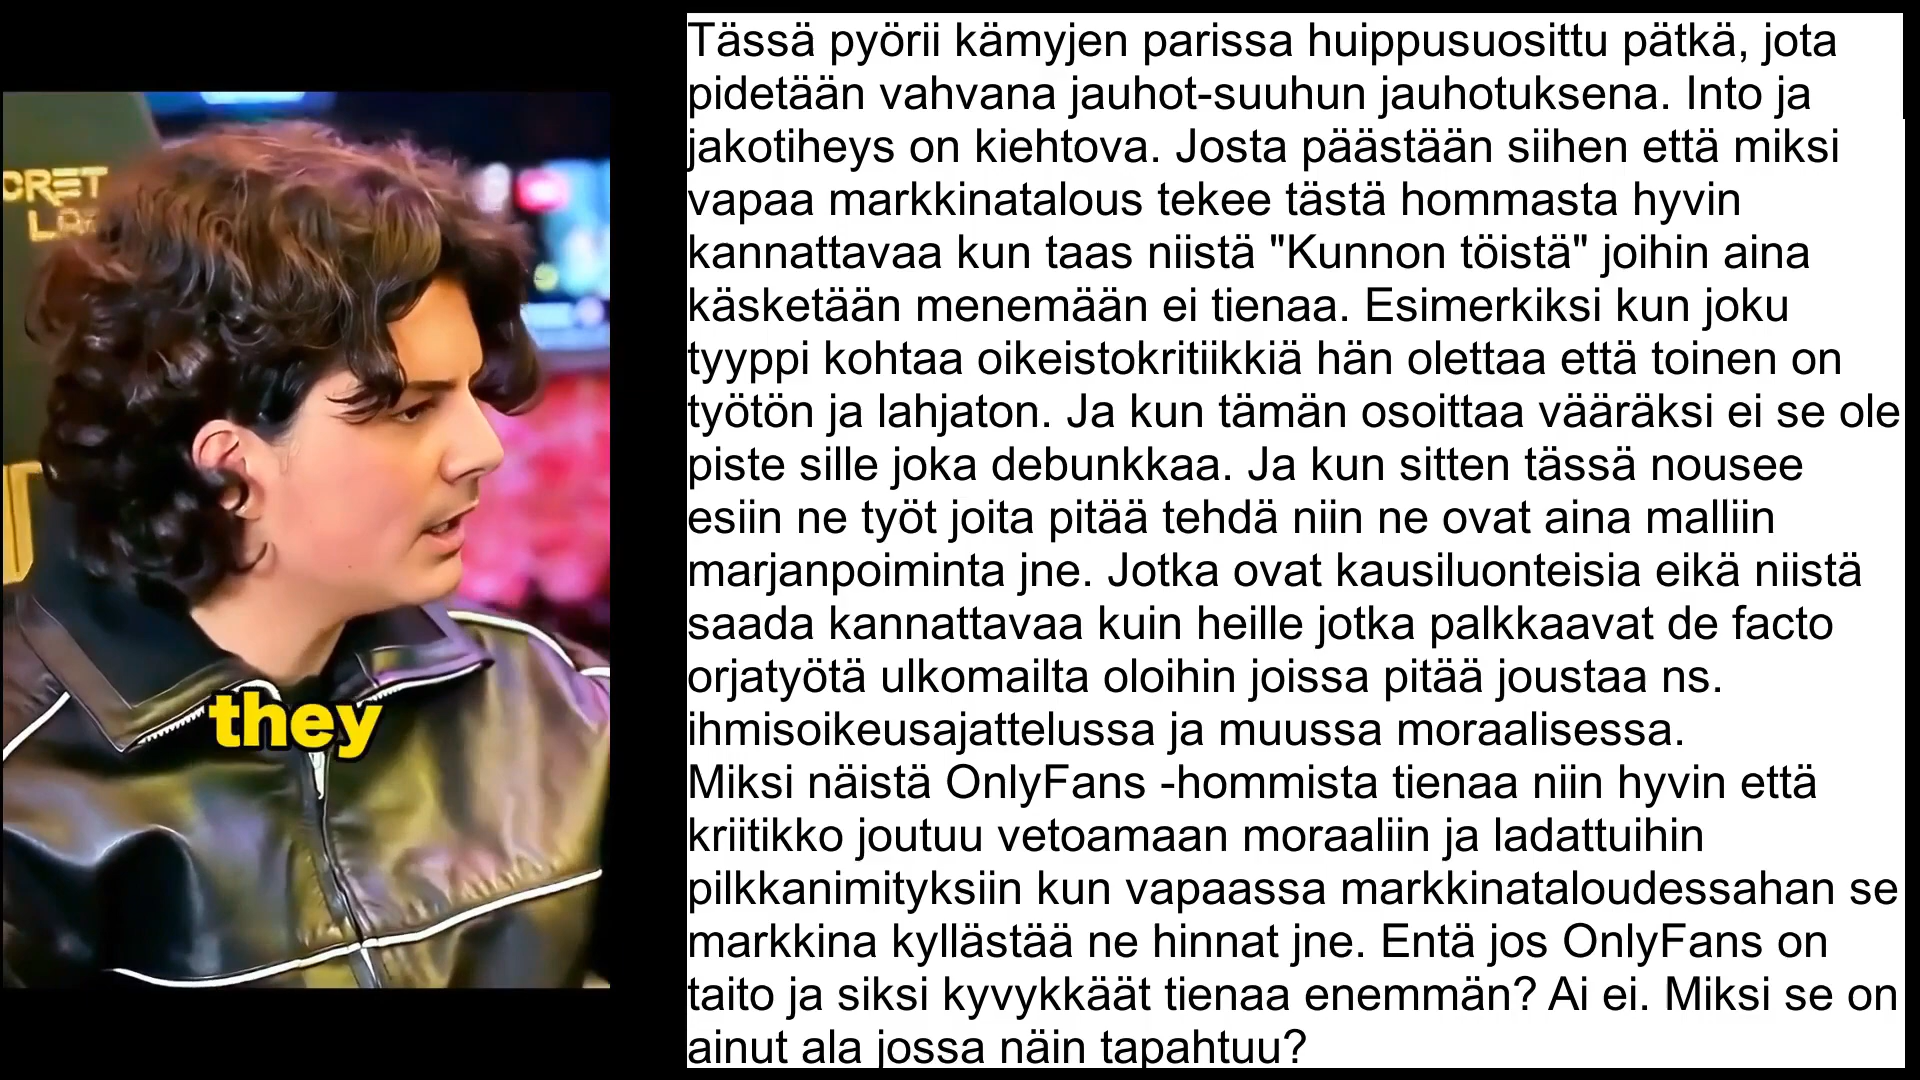 CRET
LA
they
Tässä pyörii kämyjen parissa huippusuosittu pätkä, jota
pidetään vahvana jauhot-suuhun jauhotuksena. Into ja
jakotiheys on kiehtova. Josta päästään siihen että miksi
vapaa markkinatalous tekee tästä hommasta hyvin
kannattavaa kun taas niistä "Kunnon töistä" joihin aina
käsketään menemään ei tienaa. Esimerkiksi kun joku
tyyppi kohtaa oikeistokritiikkiä hän olettaa että toinen on
työtön ja lahjaton. Ja kun tämän osoittaa vääräksi ei se ole
piste sille joka debunkkaa. Ja kun sitten tässä nousee
esiin ne työt joita pitää tehdä niin ne ovat aina malliin
marjanpoiminta jne. Jotka ovat kausiluonteisia eikä niistä
saada kannattavaa kuin heille jotka palkkaavat de facto
orjatyötä ulkomailta oloihin joissa pitää joustaa ns.
ihmisoikeusajattelussa ja muussa moraalisessa.
Miksi näistä OnlyFans -hommista tienaa niin hyvin että
kriitikko joutuu vetoamaan moraaliin ja ladattuihin
pilkkanimityksiin kun vapaassa markkinataloudessahan se
markkina kyllästää ne hinnat jne. Entä jos OnlyFans on
taito ja siksi kyvykkäät tienaa enemmän? Ai ei. Miksi se on
ainut ala jossa näin tapahtuu?